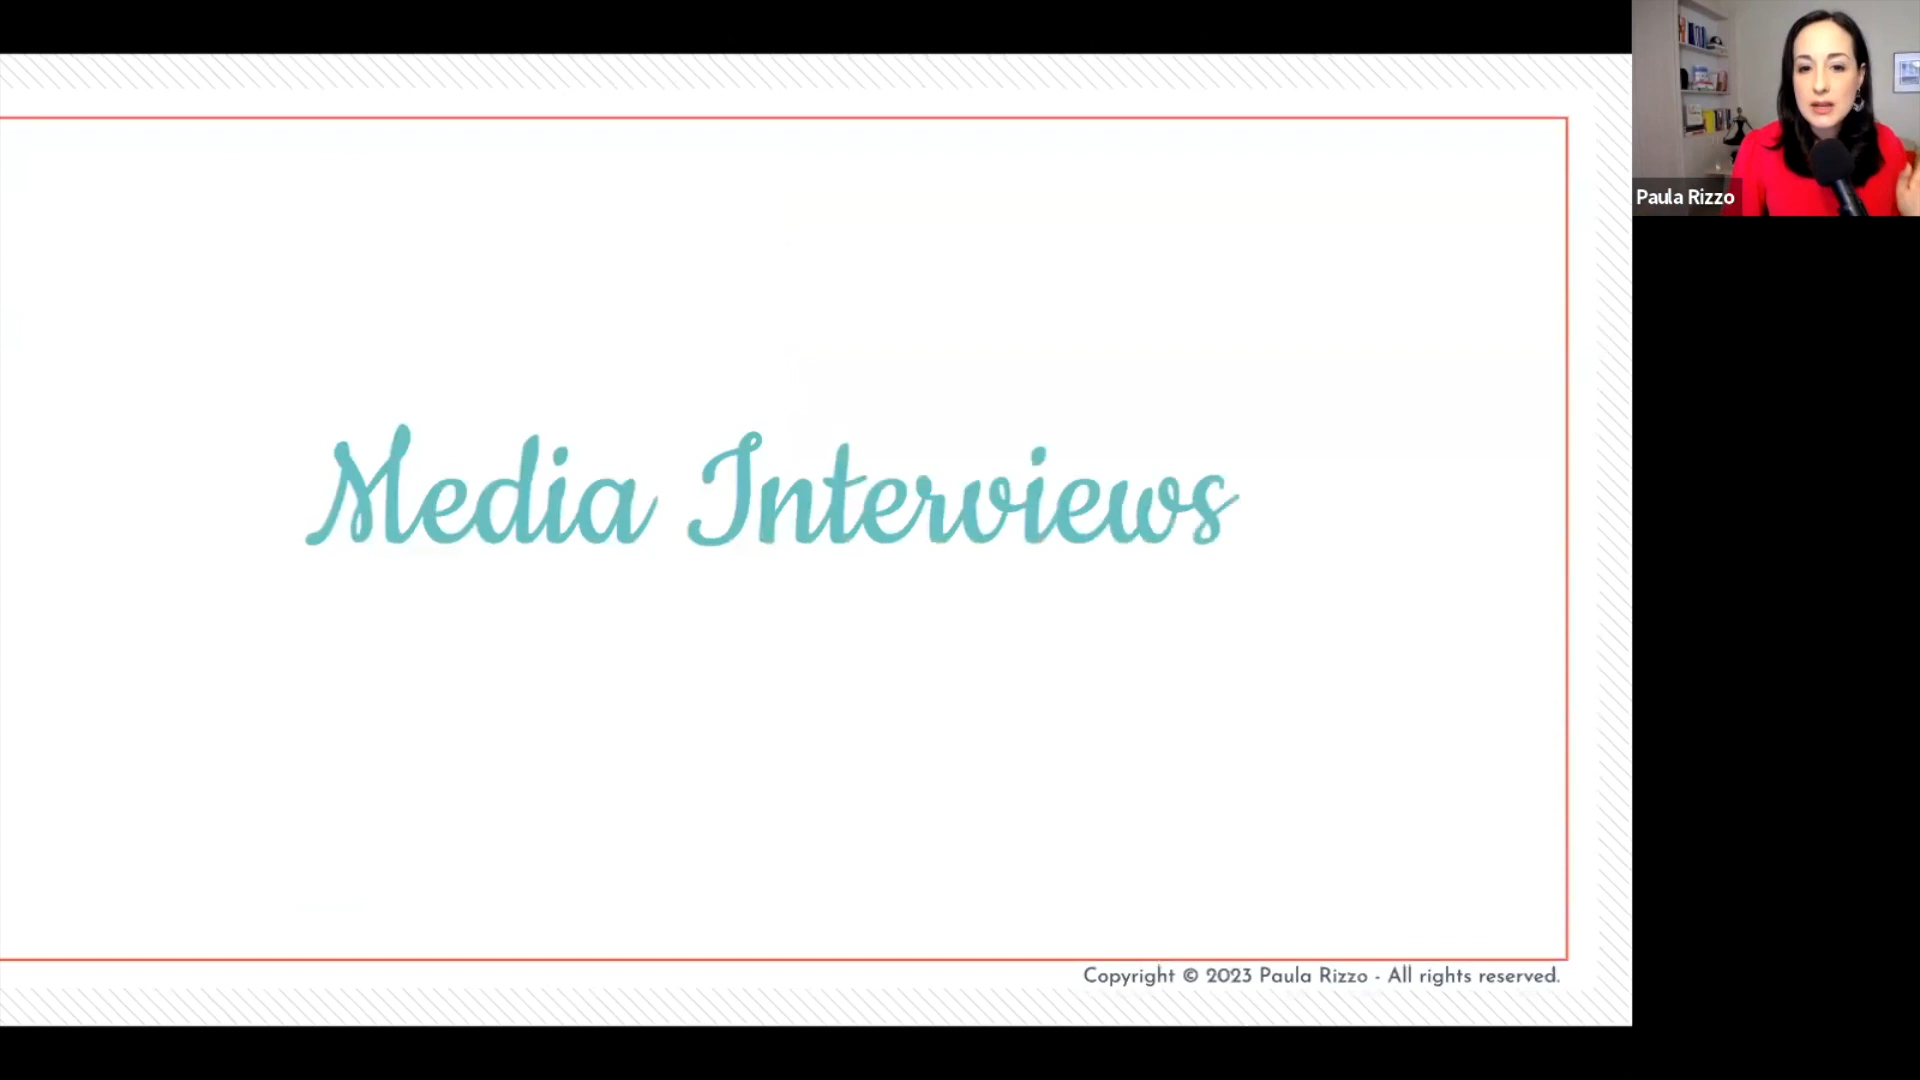 Media Interviews
Paula Rizzo
Copyright © 2023 Paula Rizzo - All rights reserved.